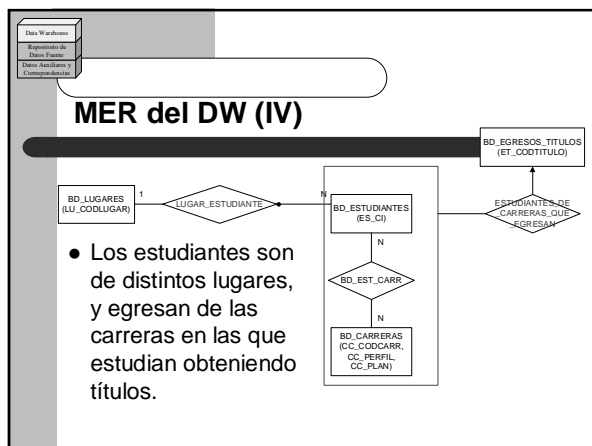 Data Warehouse
Repositorio de
Datos Fuente
Datos Auxiliares y
Correspondencias
MER del DW (IV)
BD_EGRESOS_TITULOS
(ET_CODTITULO)
BD_LUGARES
(LU_CODLUGAR)
1
LUGAR_ESTUDIANTE
N
BD_ESTUDIANTES
(ES_CI)
ESTUDIANTES_DE_
CARRERAS_QUE
_EGRESAN
N
BD_EST_CARR
N
BD_CARRERAS
(CC_CODCARR,
CC_PERFIL,
CC_PLAN)
● Los estudiantes son
de distintos lugares,
y egresan de las
carreras en las que
estudian obteniendo
títulos.